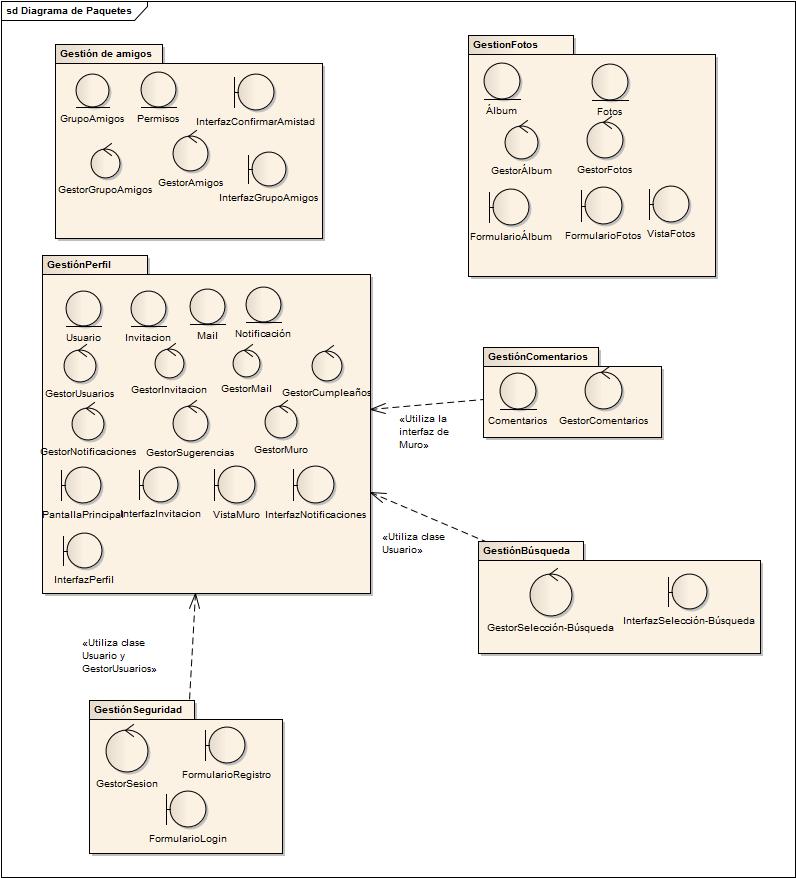 sd Diagrama de Paquetes
Gestión de amigos
GrupoAmigos
Permisos
InterfazConfirmarAmistad
GestorGrupoAmigos
GestorAmigos
InterfazGrupoAmigos
GestionFotos
Álbum
Fotos
GestorÁlbum
GestorFotos
FormularioÁlbum
FormularioFotos
VistaFotos
GestiónPerfil
Usuario
Invitacion
Mail
Notificación
GestorUsuarios
GestorInvitacion
GestorMail
GestorCumpleaños
GestorNotificaciones
GestorSugerencias
GestorMuro
PantallaPrincipal
InterfazInvitacion
VistaMuro
InterfazNotificaciones
InterfazPerfil
GestiónComentarios
Comentarios
GestorComentarios
«Utiliza la
interfaz de
Muro»
«Utiliza clase
Usuario»
GestiónBúsqueda
GestorSelección-Búsqueda
InterfazSelección-Búsqueda
«Utiliza clase
Usuario y
GestorUsuarios»
GestiónSeguridad
GestorSesion
FormularioRegistro
FormularioLogin